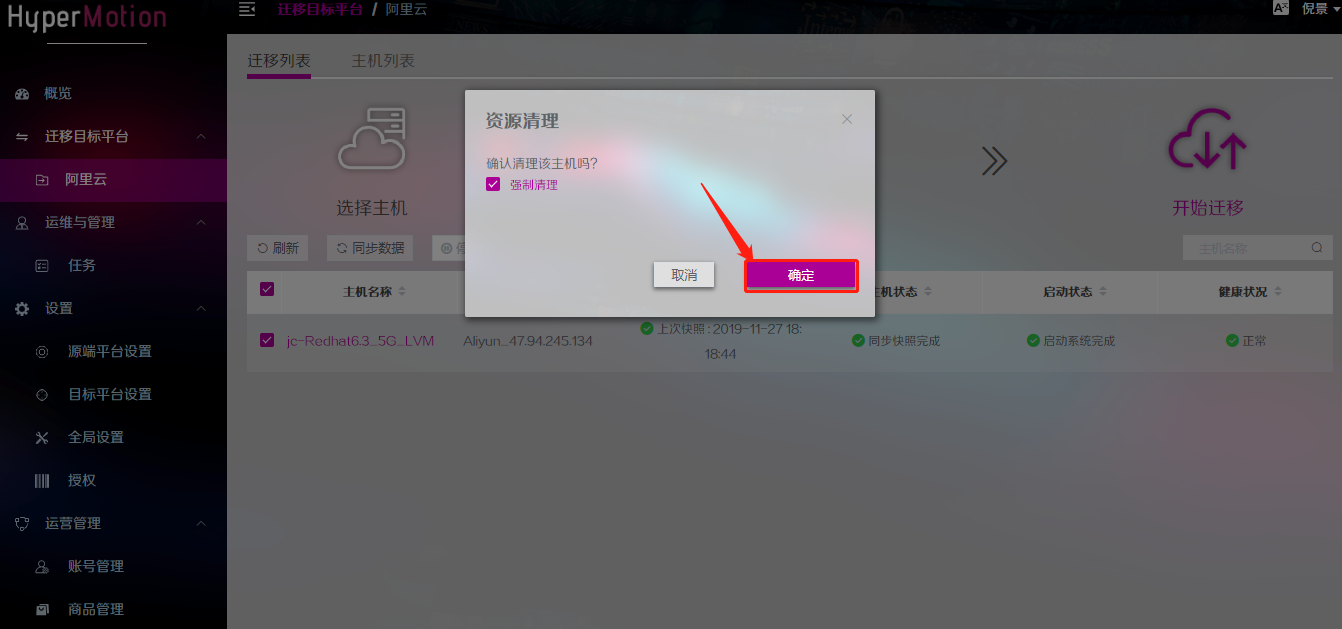 HyperMotion
迁移目标平台 / 阿里云
倪景
概览
迁移目标平台
阿里云
运维与管理
任务
设置
源端平台设置
目标平台设置
全局设置
授权
运营管理
账号管理
商品管理
迁移列表
主机列表
选择主机
开始迁移
资源清理
确认清理该主机吗?
强制清理
取消
确定
刷新
同步数据
主机名称
主机名称
机状态
启动状态
健康状况
jc-Redhat6.3...5G...LVM
Aliyun...47.94.245.134
上次快照 : 2019-11-27 18:
18:44
同步快照完成
启动系统完成
正常